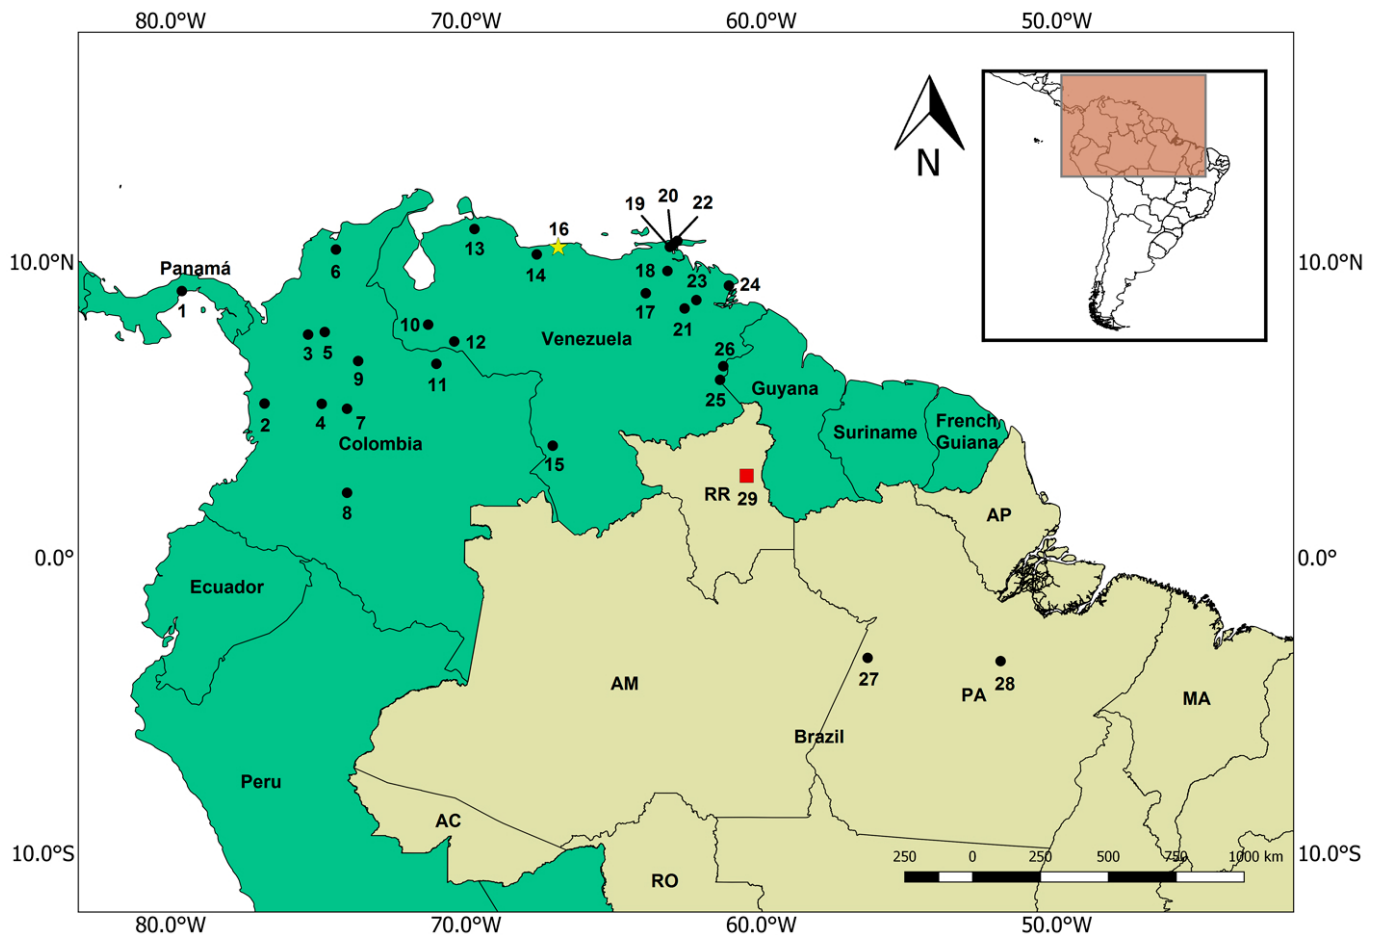 80.0°W 70.0°W 60.0°W 50.0°W
N
20
19 22
16
13
10.0°N 10.0°N
Panamá
6 14 18 23 24
1 17
21
10
12 Venezuela
3 5
26
9 11
Guyana
25
2 4 7
French
Colombia Suriname Guiana
15
RR 29
8 AP
0.0° 0.0°
Ecuador
27 28
AM PA MA
Brazil
Peru
AC
10.0°S 10.0°S
250 0 250 500 750 1000 km
RO
80.0°W 70.0°W 60.0°W 50.0°W